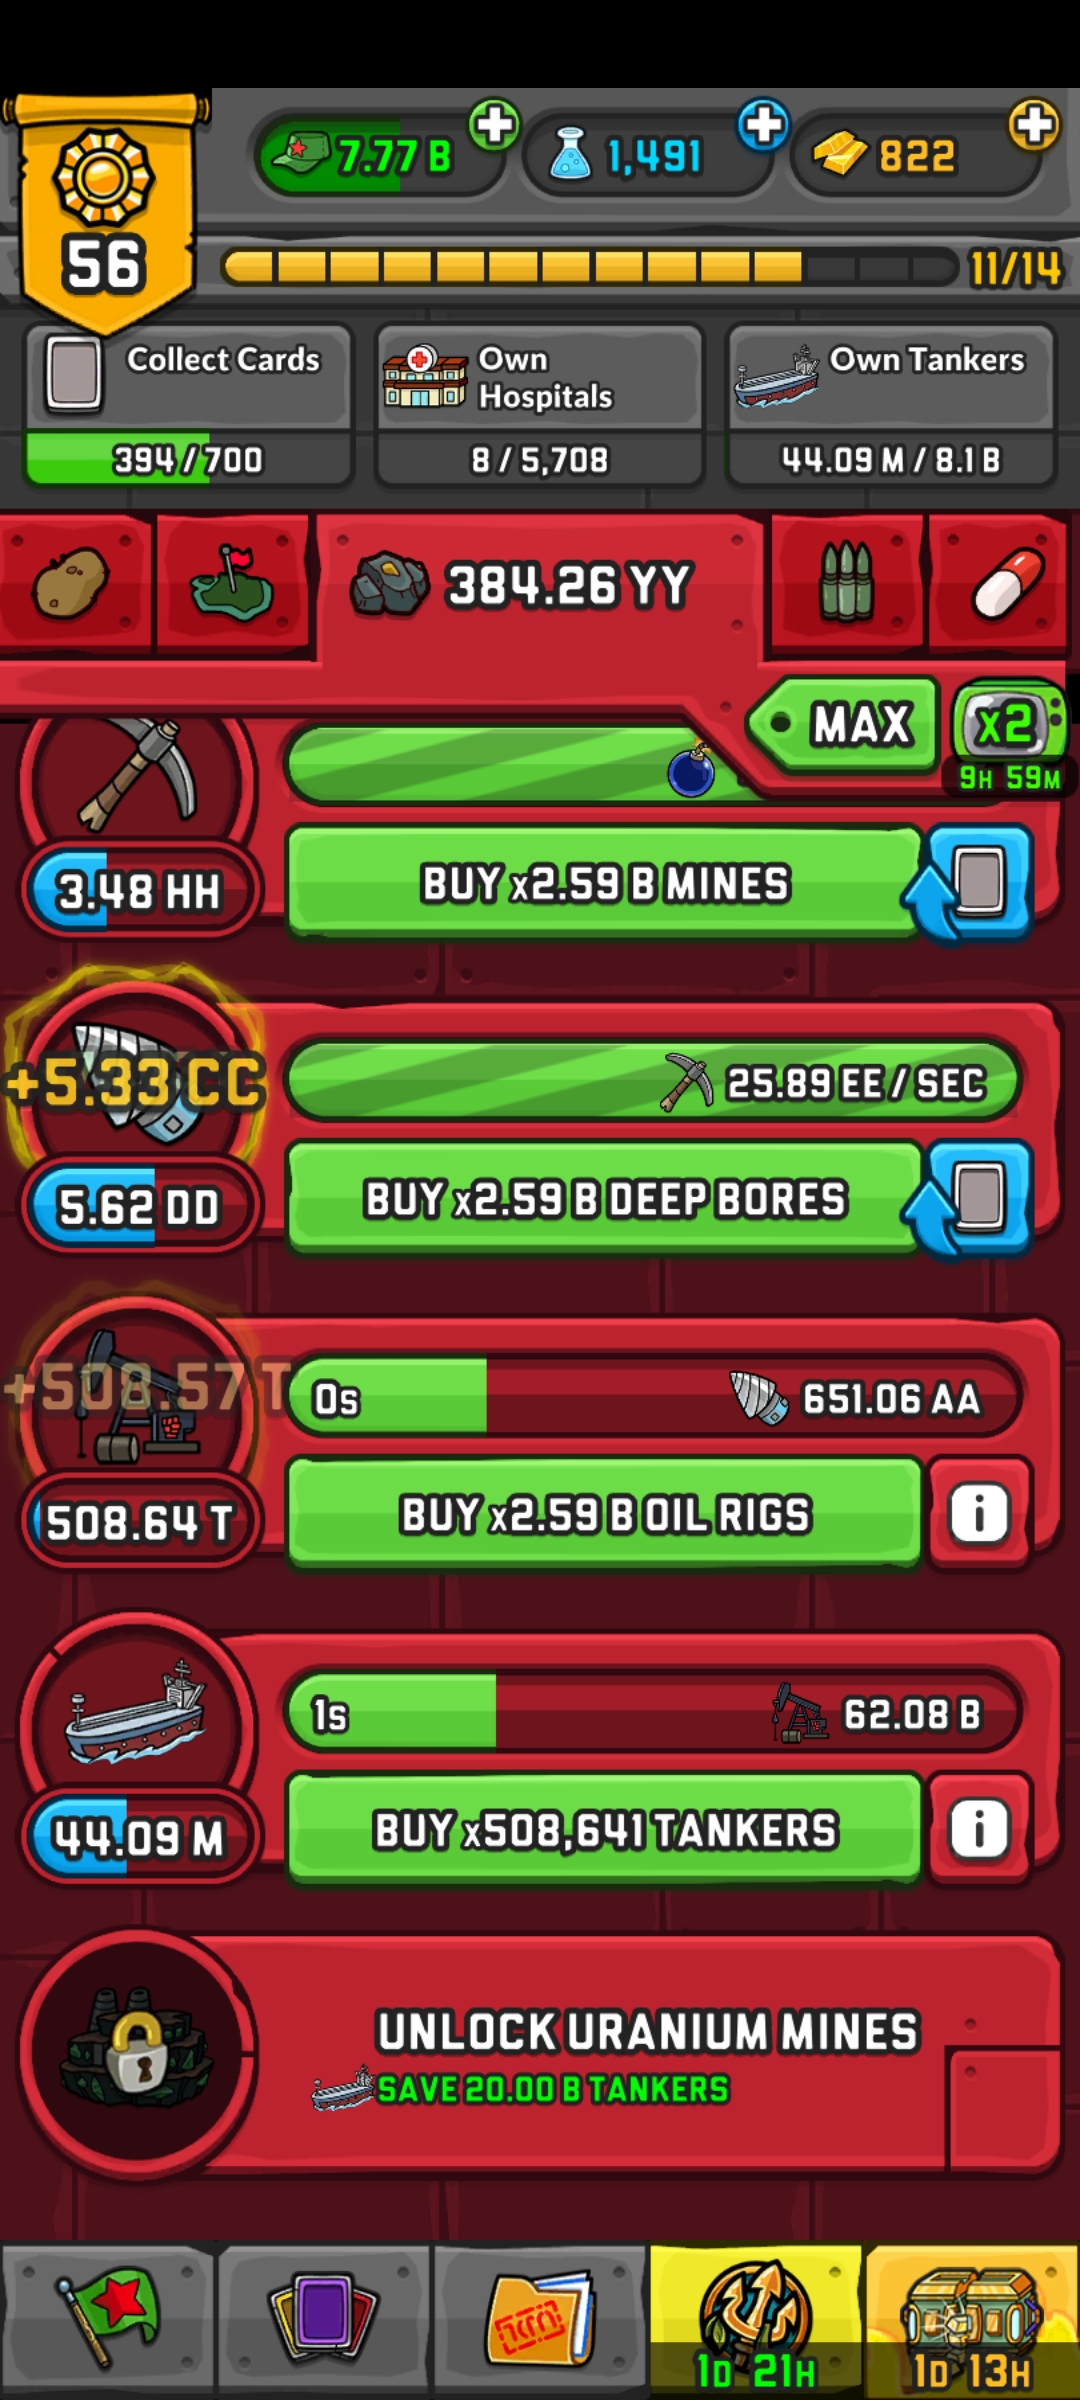 7.77 B
1,491
822
56
11/14
Collect Cards
Own
Hospitals
Own Tankers
394/700
8/5,708
44.09 M/8.1 B
384.26 YY
MAX
x2
9H 59M
3.48 HH
BUY x2.59 B MINES
+5.33 CC
25.89 EE/SEC
5.62 DD
BUY x2.59 B DEEP BORES
+508.57 T
0s
651.06 AA
508.64 T
BUY x2.59 B OIL RIGS
i
1s
62.08 B
44.09 M
BUY x508,641 TANKERS
i
UNLOCK URANIUM MINES
SAVE 20.00 B TANKERS
1D 21H
1D 13H